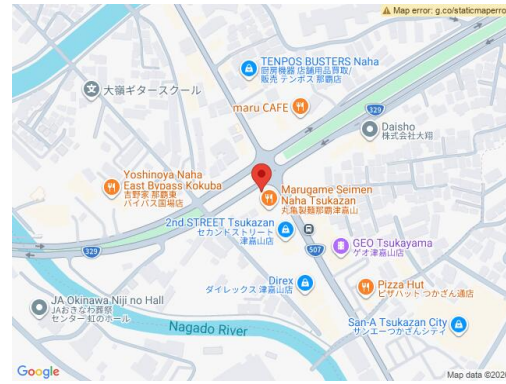 Map error: g.co/staticmaperro
TENPOS BUSTERS Naha
厨房機器 店舗用品買取/
販売 テンポス 那覇店
大嶺ギタースクール
maru CAFE
329
Daisho
株式会社大翔
Yoshinoya Naha
East Bypass Kokuba
吉野家 那覇東
バイパス国場店
Marugame Seimen
Naha Tsukazan
丸亀製麺那覇津嘉山
2nd STREET Tsukazan
セカンドストリート
津嘉山店
329
507
GEO Tsukayama
ゲオ津嘉山店
Direx
ダイレックス 津嘉山店
Pizza Hut
ピザハット つかざん通店
JA Okinawa Niji no Hall
JAおきなわ葬祭
センター 虹のホール
Nagado River
San-A Tsukazan City
サンエーつかざんシティ
Google
Map data ©2026